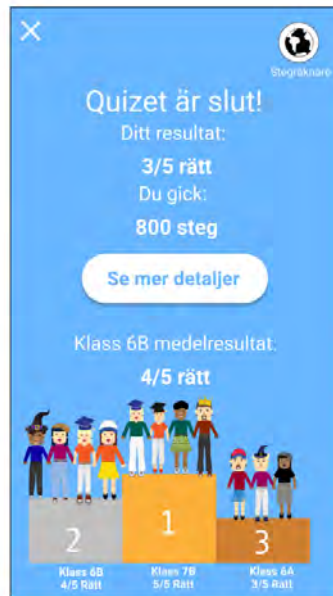 Stegräknare
Quizet är slut!
Ditt resultat:
3/5 rätt
Du gick:
800 steg
Se mer detaljer
Klass 6B medelresultat:
4/5 rätt
2
1
3
Klass 6B
4/5 Rätt
Klass 7B
5/5 Rätt
Klass 6A
3/5 Rätt